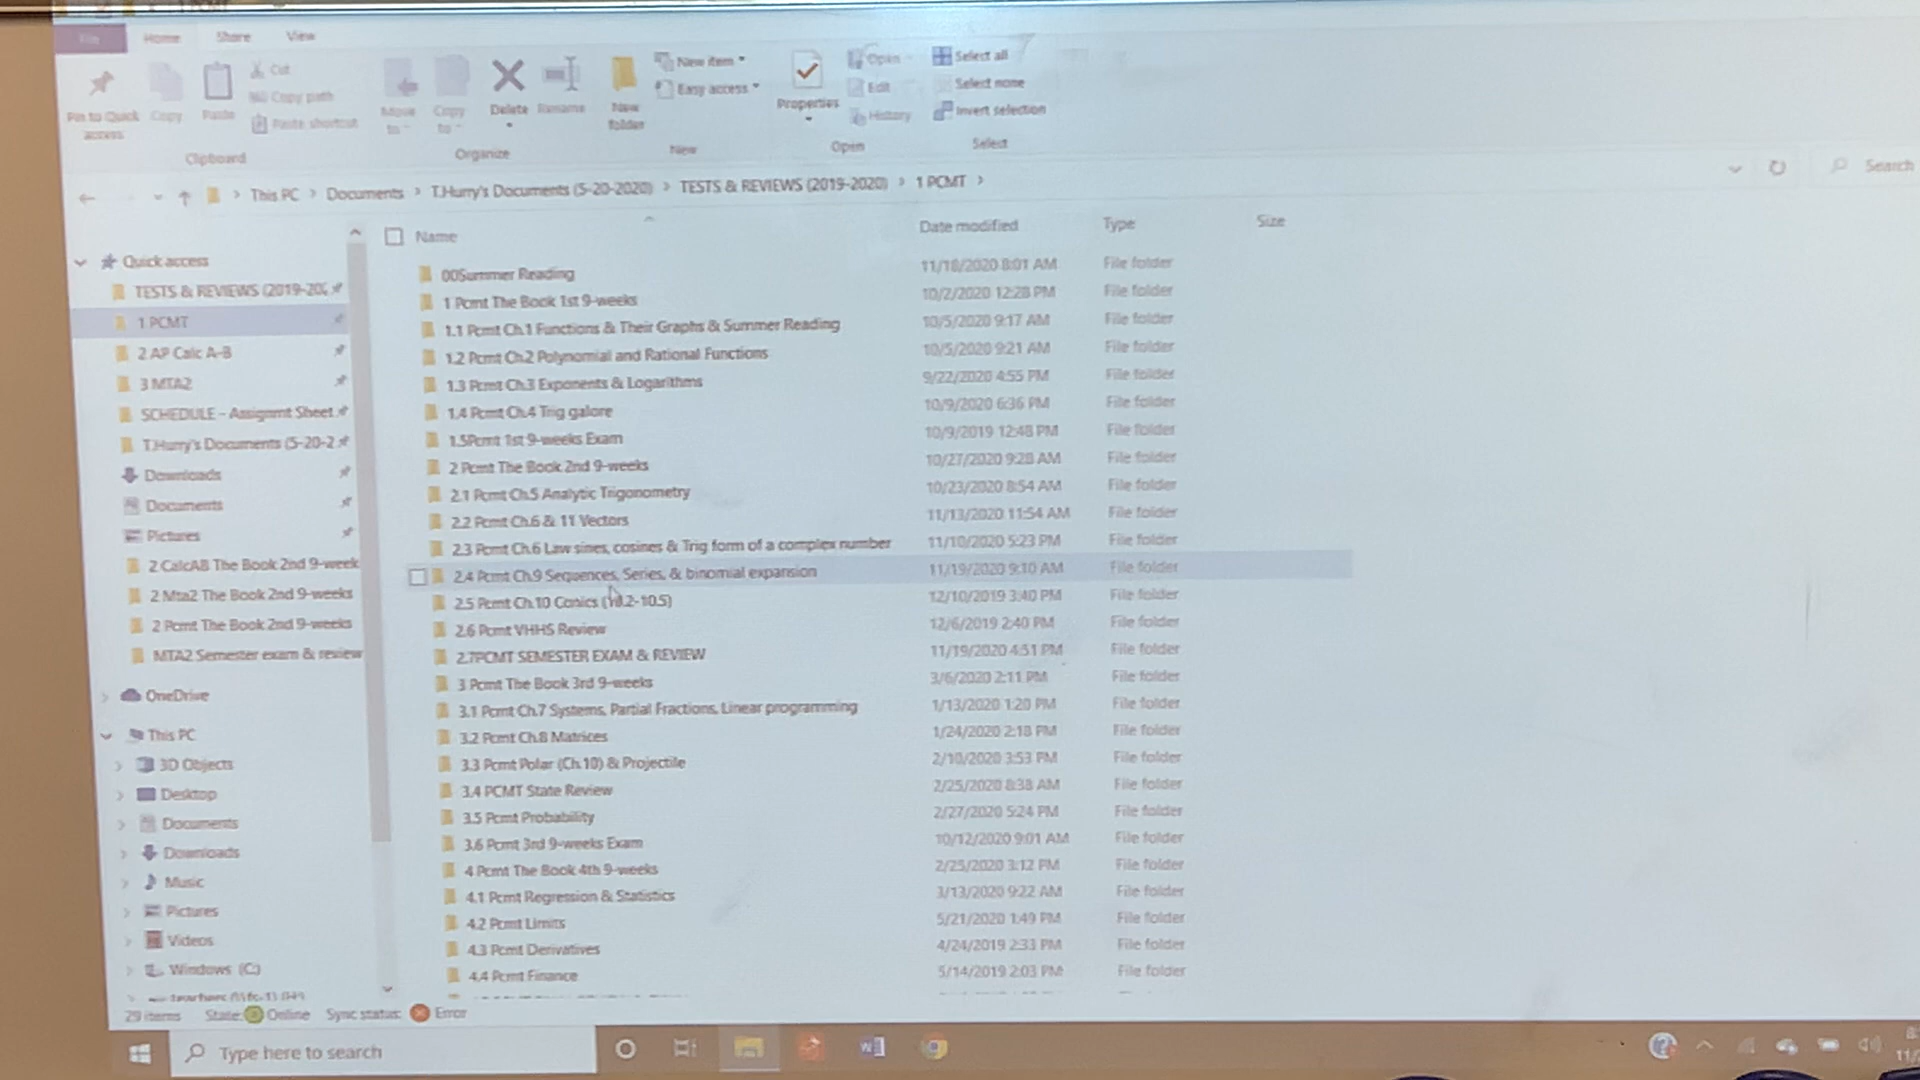 File Home Share View
Pin to Quick access Copy Paste Cut Copy path Paste shortcut Move to Copy to Delete Rename New folder New item Easy access Properties Open Edit History Select all Select none Invert selection
Clipboard Organize New Open Select
This PC > Documents > T.Hurry's Documents (5-20-2020) > TESTS & REVIEWS (2019-2020) > 1 PCMT > Search
Name Date modified Type Size
Quick access
TESTS & REVIEWS (2019-202
1 PCMT
2 AP Calc A-B
3 MTA2
SCHEDULE - Assignmt Sheet
T.Hurry's Documents (5-20-2
Downloads
Documents
Pictures
2 CalcAB The Book 2nd 9-week
2 Mta2 The Book 2nd 9-weeks
2 Pcmt The Book 2nd 9-weeks
MTA2 Semester exam & review
OneDrive
This PC
3D Objects
Desktop
Documents
Downloads
Music
Pictures
Videos
Windows (C:)
00Summer Reading 11/18/2020 8:01 AM File folder
1 Pcmt The Book 1st 9-weeks 10/2/2020 12:28 PM File folder
1.1 Pcmt Ch.1 Functions & Their Graphs & Summer Reading 10/5/2020 9:17 AM File folder
1.2 Pcmt Ch.2 Polynomial and Rational Functions 10/5/2020 9:21 AM File folder
1.3 Pcmt Ch.3 Exponents & Logarithms 9/22/2020 4:55 PM File folder
1.4 Pcmt Ch.4 Trig galore 10/9/2020 6:36 PM File folder
1.5Pcmt 1st 9-weeks Exam 10/9/2019 12:48 PM File folder
2 Pcmt The Book 2nd 9-weeks 10/27/2020 9:28 AM File folder
2.1 Pcmt Ch.5 Analytic Trigonometry 10/23/2020 8:54 AM File folder
2.2 Pcmt Ch.6 & 11 Vectors 11/13/2020 11:54 AM File folder
2.3 Pcmt Ch.6 Law sines, cosines & Trig form of a complex number 11/10/2020 5:23 PM File folder
2.4 Pcmt Ch.9 Sequences, Series, & binomial expansion 11/19/2020 9:10 AM File folder
2.5 Pcmt Ch.10 Conics (10.2-10.5) 12/10/2019 3:40 PM File folder
2.6 Pcmt VHHS Review 12/6/2019 2:40 PM File folder
2.7PCMT SEMESTER EXAM & REVIEW 11/19/2020 4:51 PM File folder
3 Pcmt The Book 3rd 9-weeks 3/6/2020 2:11 PM File folder
3.1 Pcmt Ch.7 Systems, Partial Fractions, Linear programming 1/13/2020 1:20 PM File folder
3.2 Pcmt Ch.8 Matrices 1/24/2020 2:18 PM File folder
3.3 Pcmt Polar (Ch.10) & Projectile 2/10/2020 3:53 PM File folder
3.4 PCMT State Review 2/25/2020 8:38 AM File folder
3.5 Pcmt Probability 2/27/2020 5:24 PM File folder
3.6 Pcmt 3rd 9-weeks Exam 10/12/2020 9:01 AM File folder
4 Pcmt The Book 4th 9-weeks 2/25/2020 3:12 PM File folder
4.1 Pcmt Regression & Statistics 3/13/2020 9:22 AM File folder
4.2 Pcmt Limits 5/21/2020 1:49 PM File folder
4.3 Pcmt Derivatives 4/24/2019 2:33 PM File folder
4.4 Pcmt Finance 5/14/2019 2:03 PM File folder
29 items State: Online Sync status: Error
Type here to search